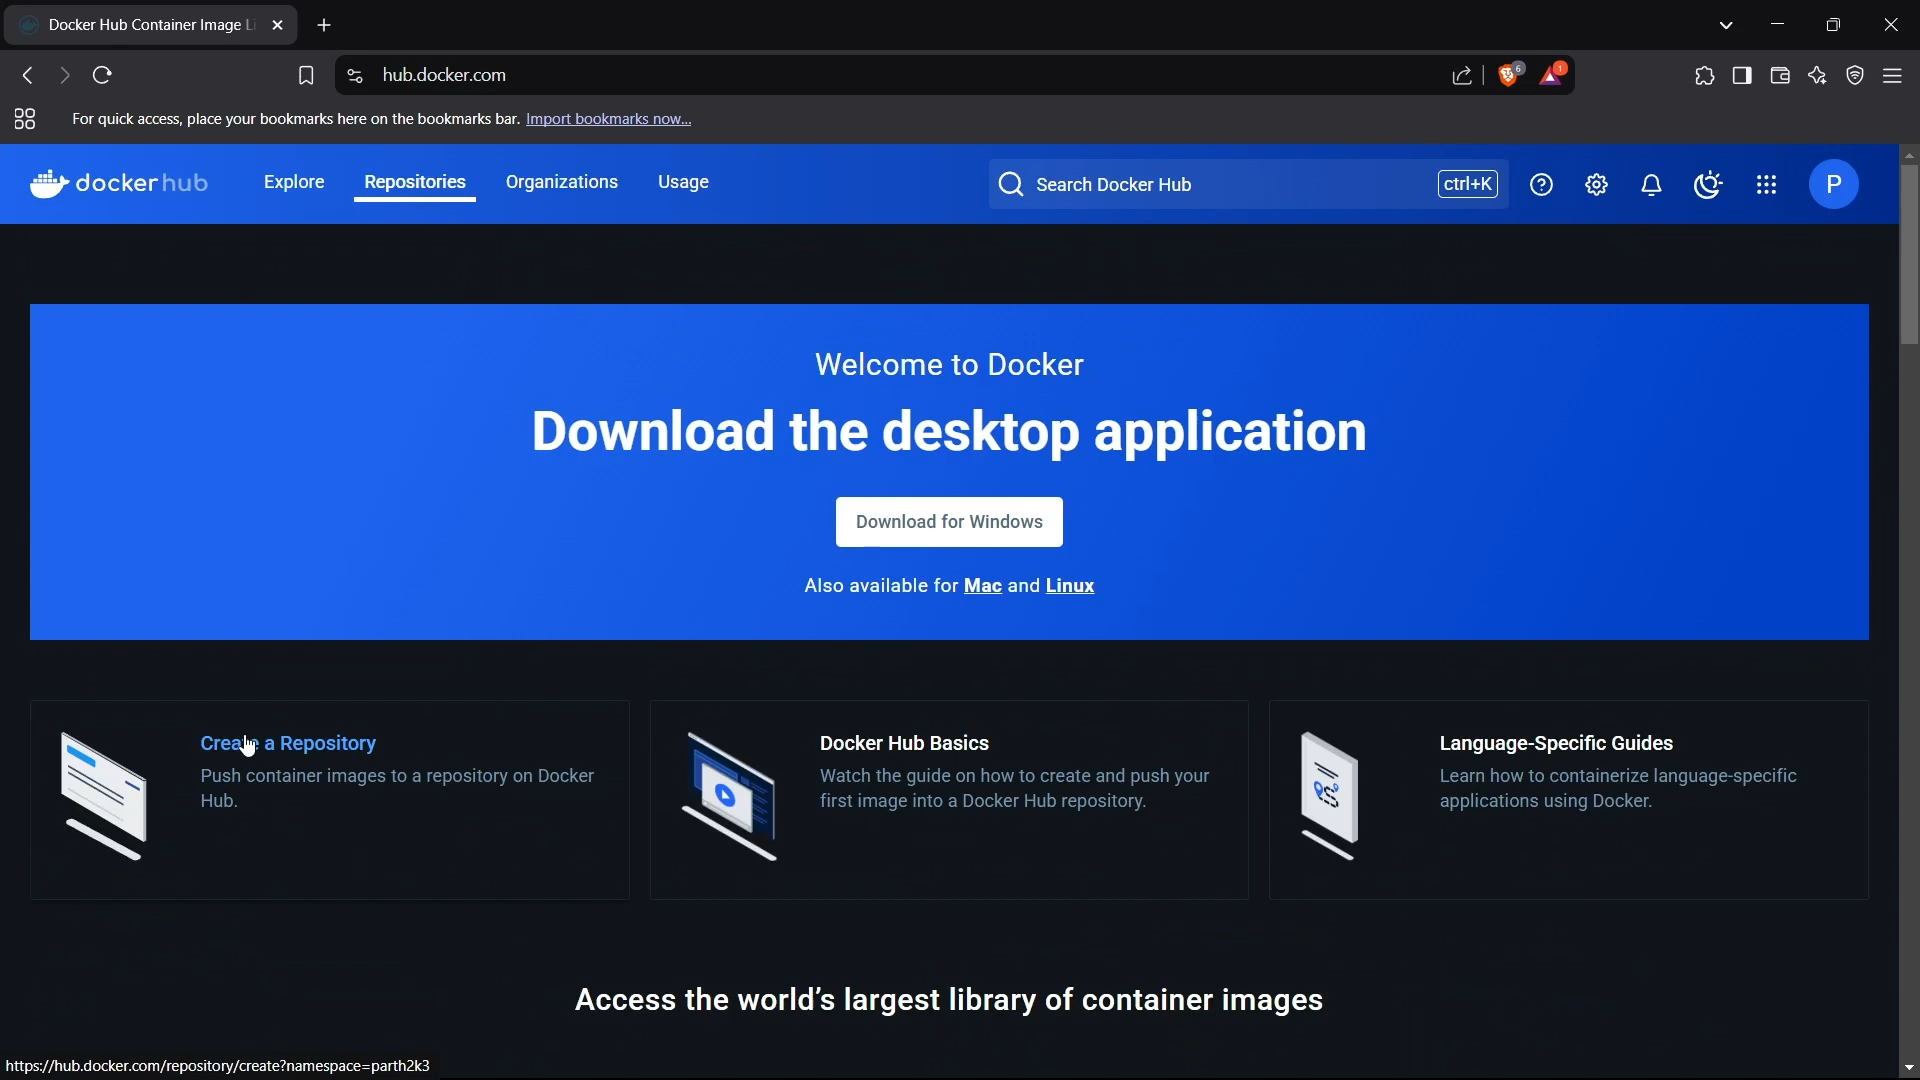 Docker Hub Container Image Li
hub.docker.com
6
1
For quick access, place your bookmarks here on the bookmarks bar. Import bookmarks now...
docker hub
Explore
Repositories
Organizations
Usage
Search Docker Hub
ctrl+K
P
Welcome to Docker
Download the desktop application
Download for Windows
Also available for Mac and Linux
Create a Repository
Push container images to a repository on Docker
Hub.
Docker Hub Basics
Watch the guide on how to create and push your
first image into a Docker Hub repository.
Language-Specific Guides
Learn how to containerize language-specific
applications using Docker.
Access the world's largest library of container images
https://hub.docker.com/repository/create?namespace=parth2k3